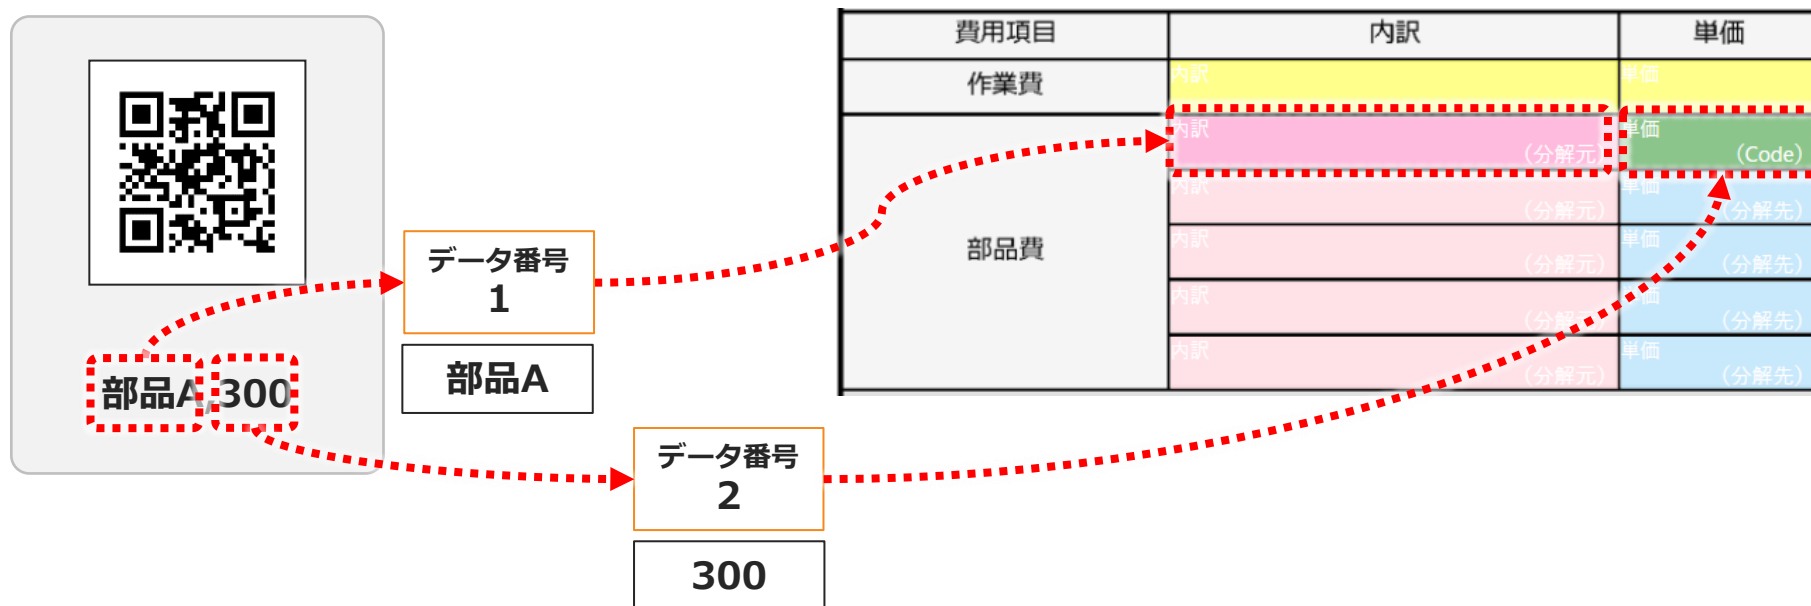 部品A,300
データ番号
1
部品A
データ番号
2
300
費用項目
内訳
単価
作業費
内訳
単価
部品費
内訳
(分解元)
単価
(Code)
内訳
(分解元)
単価
(分解先)
内訳
(分解元)
単価
(分解先)
内訳
(分解元)
単価
(分解先)
内訳
(分解元)
単価
(分解先)